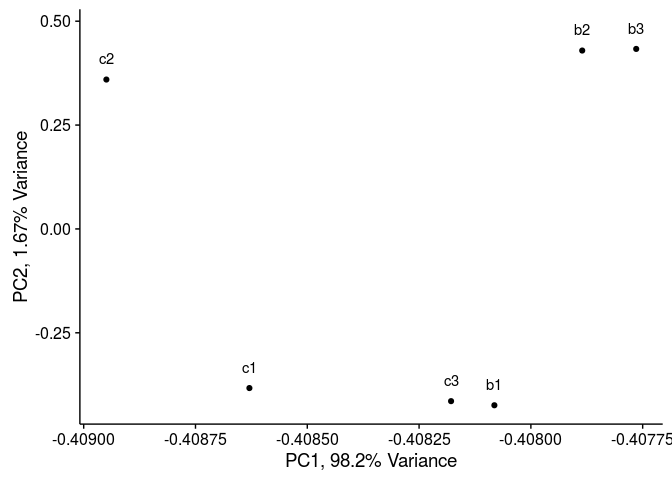 0.50
0.25
0.00
-0.25
PC2, 1.67% Variance
b2
b3
c2
c1
c3
b1
-0.40900
-0.40875
-0.40850
-0.40825
-0.40800
-0.40775
PC1, 98.2% Variance